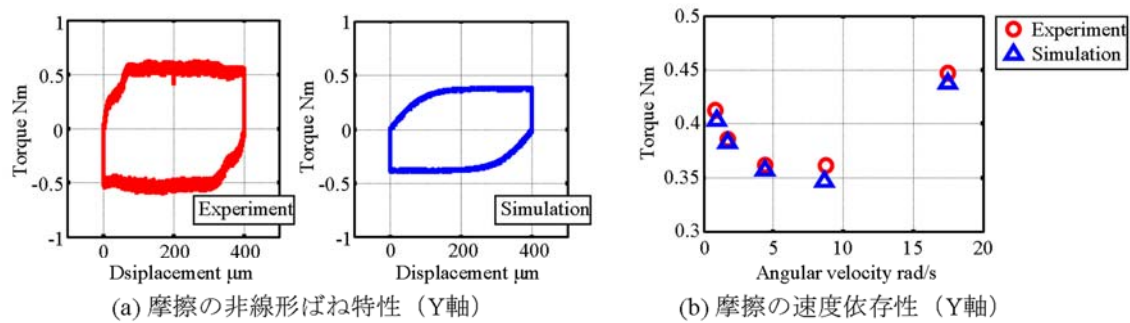 1
0.5
0
-0.5
-1
Torque Nm
0 200 400
Dsiplacement μm
Experiment
1
0.5
0
-0.5
-1
Torque Nm
0 200 400
Displacement μm
Simulation
(a) 摩擦の非線形ばね特性（Y軸）
0.5
0.45
0.4
0.35
0.3
Torque Nm
0 5 10 15 20
Angular velocity rad/s
Experiment
Simulation
(b) 摩擦の速度依存性（Y軸）